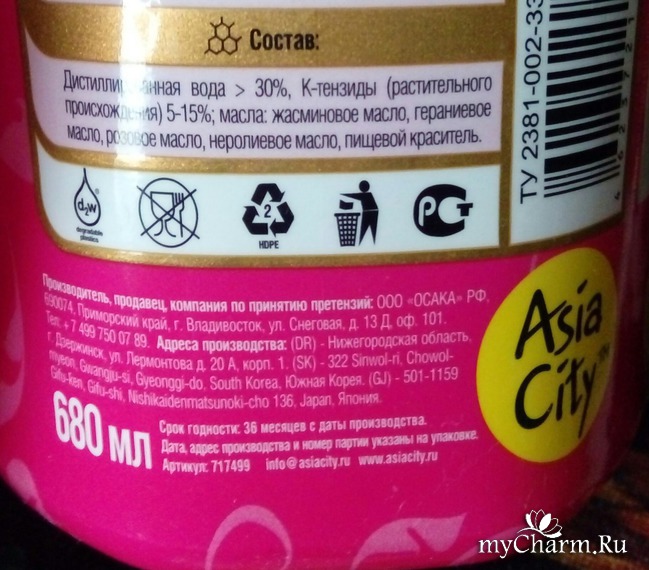 Состав:
Дистиллированная вода > 30%, К-тензиды (растительного
происхождения) 5-15%; масла: жасминовое масло, гераниевое
масло, розовое масло, неролиевое масло, пищевой краситель.
d₂w
degradable
plastics
2
HDPE
РСТ
ТУ 2381-002-33
Производитель, продавец, компания по принятию претензий: ООО «ОСАКА» РФ,
690074, Приморский край, г. Владивосток, ул. Снеговая, д. 13 Д, оф. 101.
Тел: +7 499 750 07 89. Адреса производства: (DR) - Нижегородская область,
г. Дзержинск, ул. Лермонтова д. 20 А, корп. 1. (SK) - 322 Sinwol-ri, Chowol-
myeon, Gwangju-si, Gyeonggi-do, South Korea, Южная Корея. (GJ) - 501-1159
Gifu-ken, Gifu-shi, Nishikaidenmatsunoki-cho 136, Japan, Япония.
680 мл
Срок годности: 36 месяцев с даты производства.
Дата, адрес производства и номер партии указаны на упаковке.
Артикул: 717499 info@asiacity.ru www.asiacity.ru
Asia
City™
myCharm.Ru